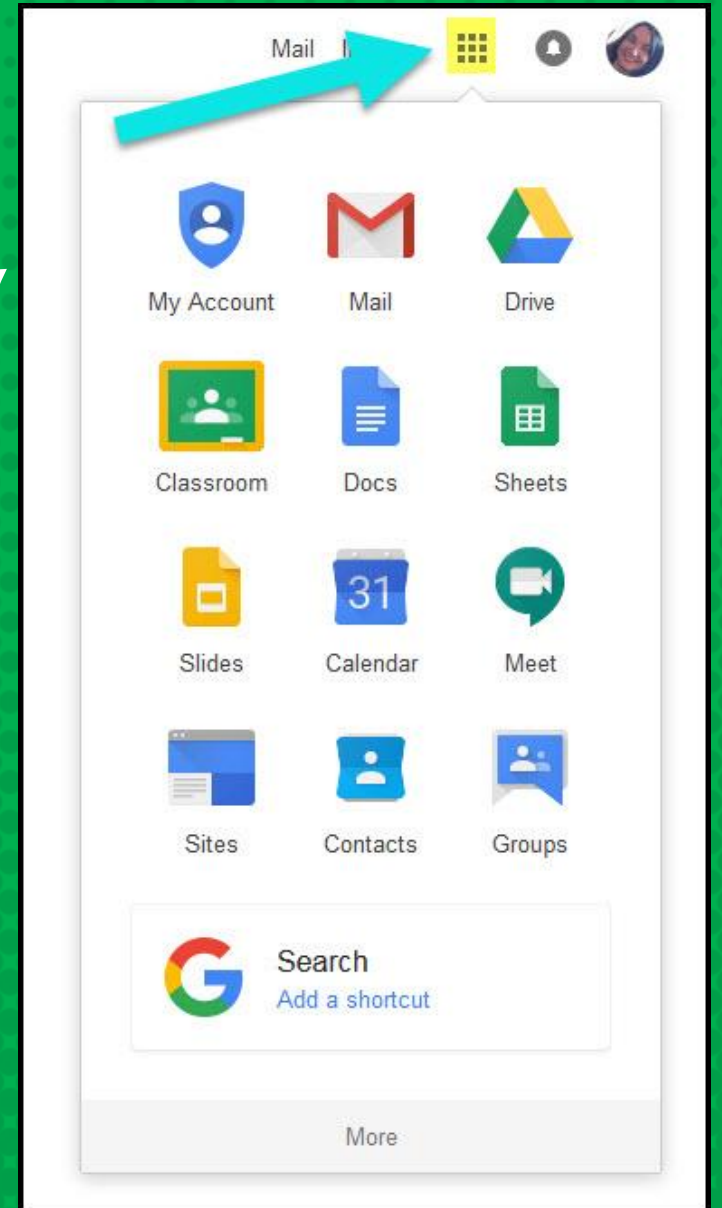 Mail
My Account Mail Drive
Classroom Docs Sheets
31
Slides Calendar Meet
Sites Contacts Groups
Search
Add a shortcut
More